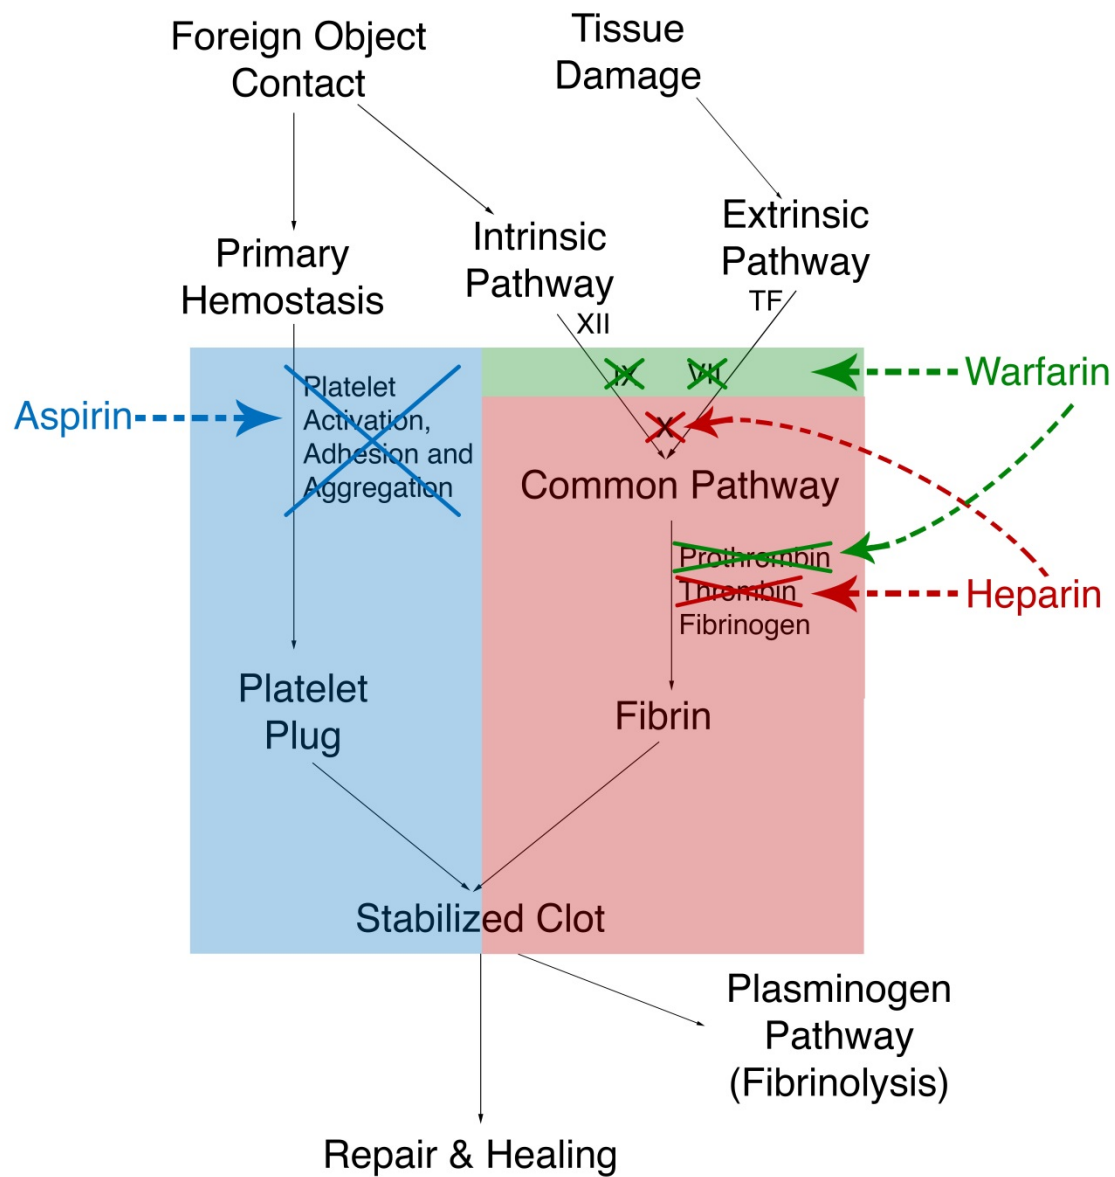 Foreign Object
Contact
Tissue
Damage
Primary
Hemostasis
Intrinsic
Pathway
XII
Extrinsic
Pathway
TF
Aspirin
Platelet
Activation,
Adhesion and
Aggregation
IX
VII
Warfarin
X
Common Pathway
Prothrombin
Thrombin
Fibrinogen
Heparin
Platelet
Plug
Fibrin
Stabilized Clot
Plasminogen
Pathway
(Fibrinolysis)
Repair & Healing